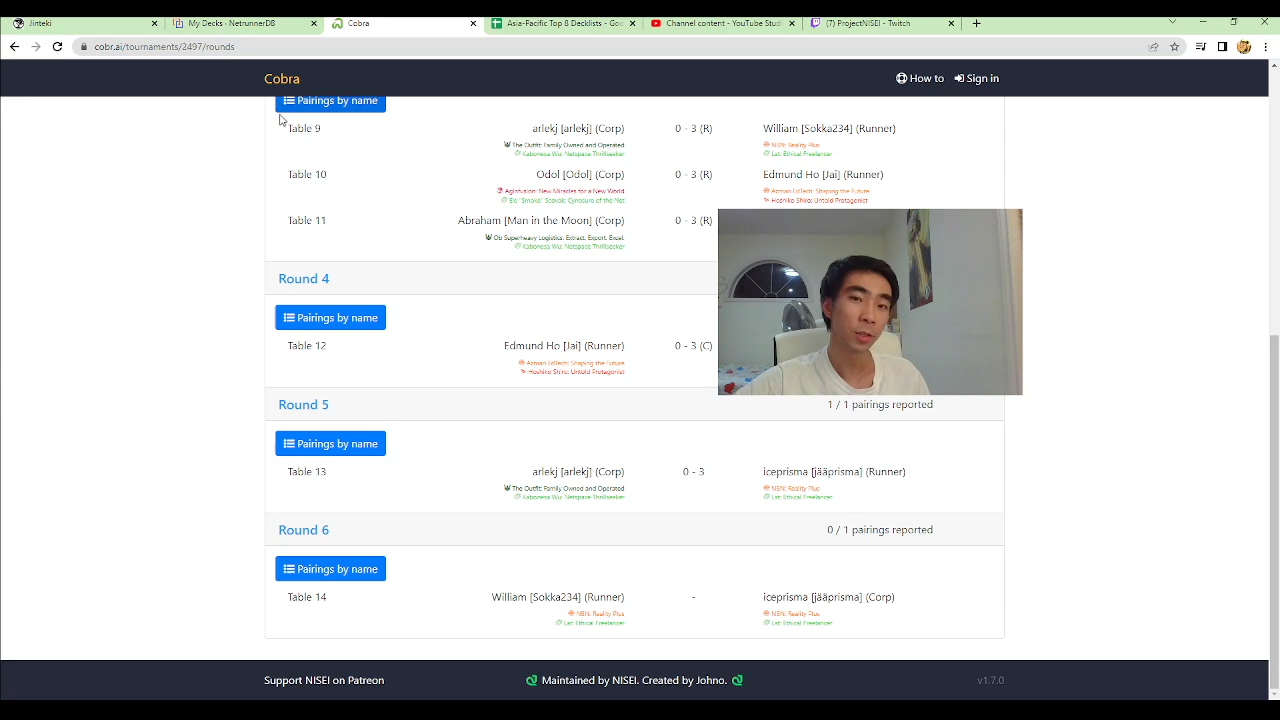 Jinteki
My Decks - NetrunnerDB
Cobra
Asia-Pacific Top 8 Decklists - Goo
Channel content - YouTube Stud
(7) ProjectNISEI - Twitch
cobr.ai/tournaments/2497/rounds
Cobra
How to
Sign in
Pairings by name
Table 9
arlekj [arlekj] (Corp)
0 - 3 (R)
William [Sokka234] (Runner)
The Outfit: Family Owned and Operated
Kabonesa Wu: Netspace Thrillseeker
NBN: Reality Plus
Lat: Ethical Freelancer
Table 10
Odol [Odol] (Corp)
0 - 3 (R)
Edmund Ho [Jai] (Runner)
AgInfusion: New Miracles for a New World
Ele "Smoke" Scovak: Cynosure of the Net
Azmari EdTech: Shaping the Future
Hoshiko Shiro: Untold Protagonist
Table 11
Abraham [Man in the Moon] (Corp)
0 - 3 (R)
Ob Superheavy Logistics: Extract. Export. Excel.
Kabonesa Wu: Netspace Thrillseeker
Round 4
Pairings by name
Table 12
Edmund Ho [Jai] (Runner)
0 - 3 (C)
Azmari EdTech: Shaping the Future
Hoshiko Shiro: Untold Protagonist
Round 5
1 / 1 pairings reported
Pairings by name
Table 13
arlekj [arlekj] (Corp)
0 - 3
iceprisma [jääprisma] (Runner)
The Outfit: Family Owned and Operated
Kabonesa Wu: Netspace Thrillseeker
NBN: Reality Plus
Lat: Ethical Freelancer
Round 6
0 / 1 pairings reported
Pairings by name
Table 14
William [Sokka234] (Runner)
-
iceprisma [jääprisma] (Corp)
NBN: Reality Plus
Lat: Ethical Freelancer
NBN: Reality Plus
Lat: Ethical Freelancer
Support NISEI on Patreon
Maintained by NISEI. Created by Johno.
v1.7.0